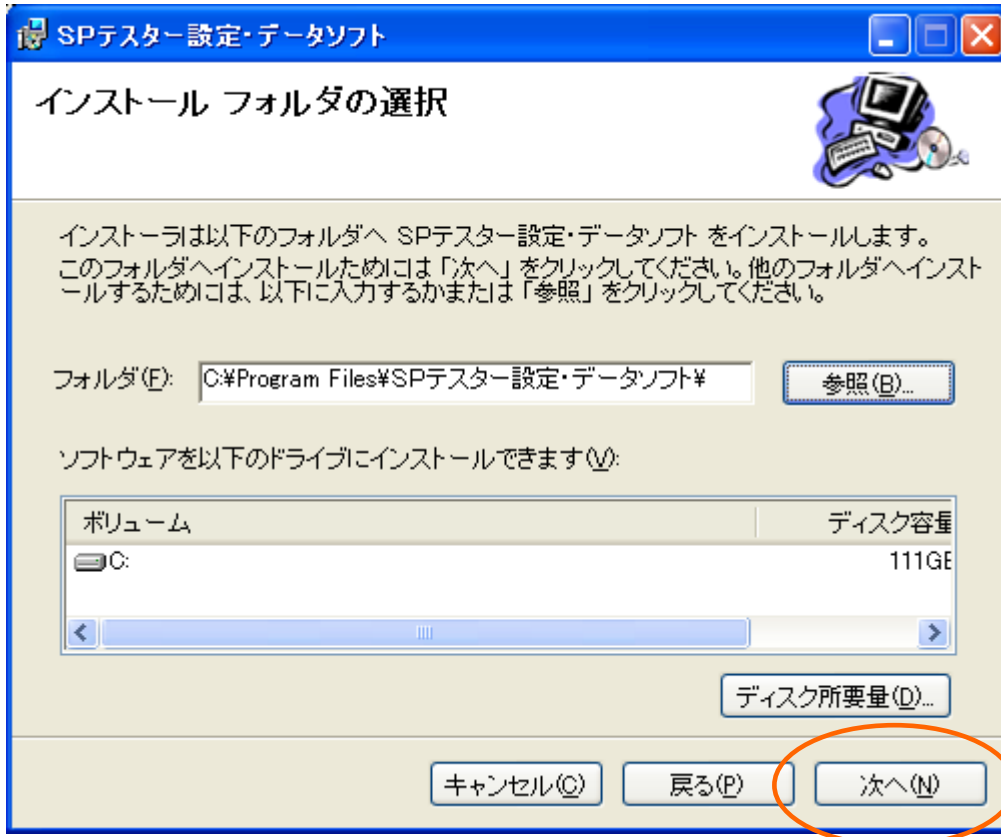 SPテスター設定・データソフト
インストール フォルダの選択
インストーラは以下のフォルダへ SPテスター設定・データソフト をインストールします。
このフォルダへインストールためには「次へ」をクリックしてください。他のフォルダへインスト
ールするためには、以下に入力するかまたは「参照」をクリックしてください。
フォルダ(F): C:¥Program Files¥SPテスター設定・データソフト¥ 参照(B)...
ソフトウェアを以下のドライブにインストールできます(V):
ボリューム ディスク容量
C: 111GB
ディスク所要量(D)...
キャンセル(C) 戻る(P) 次へ(N)